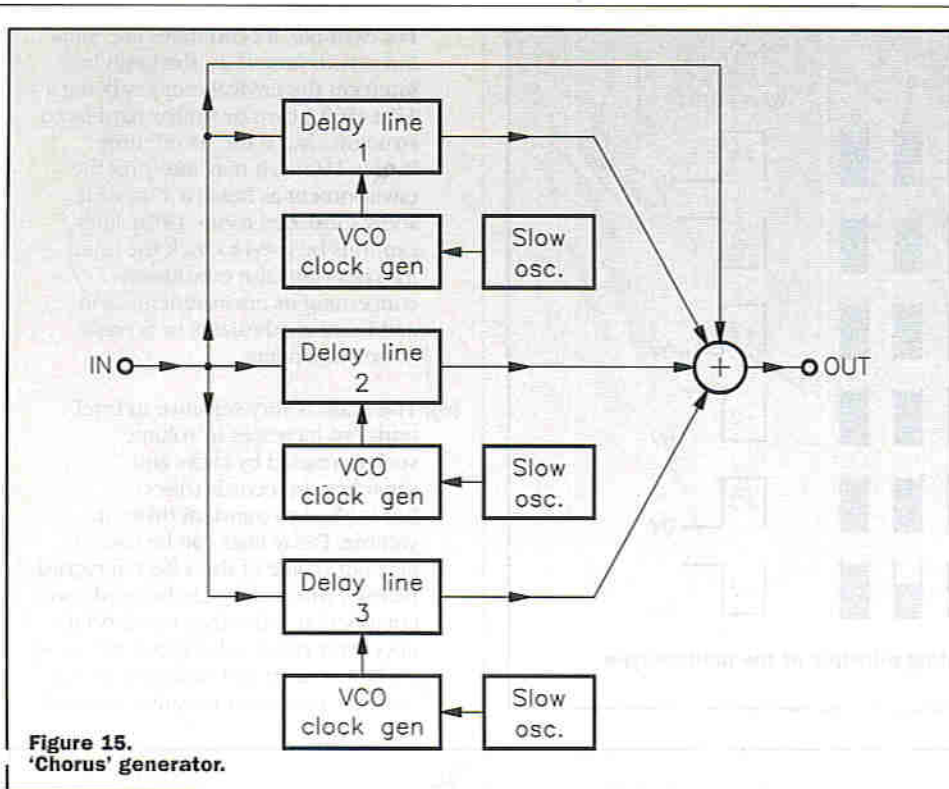 Delay line
1
VCO
clock gen
Slow
osc.
IN
Delay line
2
+
OUT
VCO
clock gen
Slow
osc.
Delay line
3
VCO
clock gen
Slow
osc.
Figure 15.
'Chorus' generator.